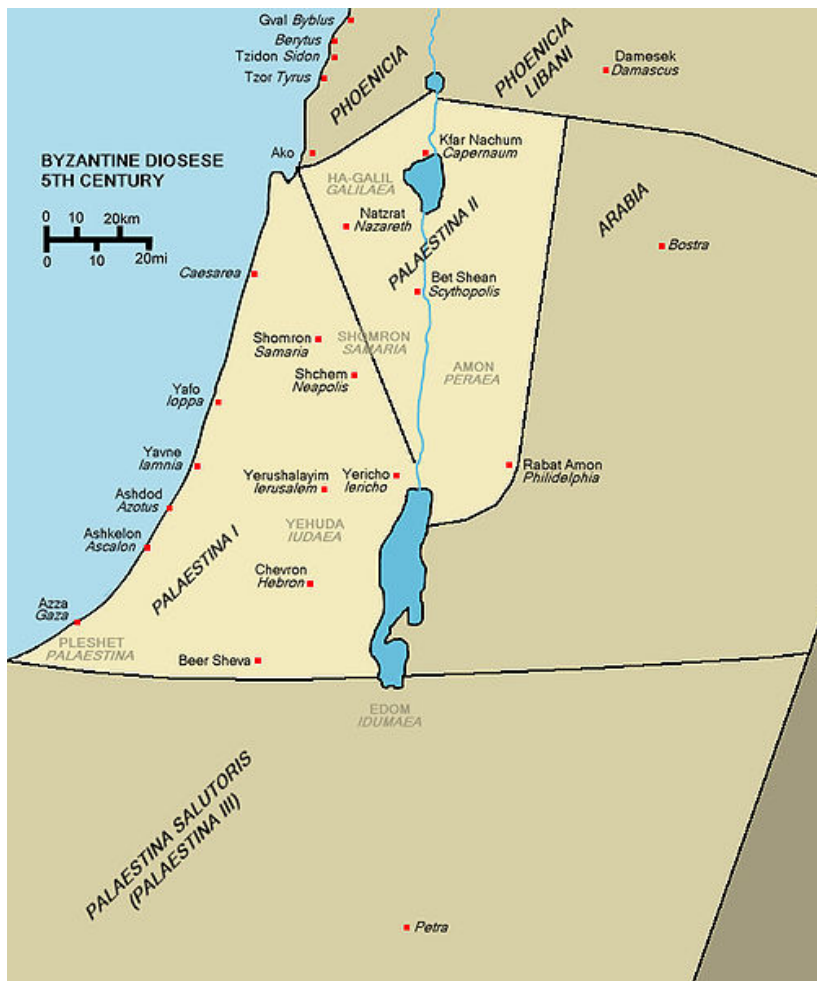 Gval Byblus
Berytus
Tzidon Sidon
Tzor Tyrus
PHOENICIA
PHOENICIA
LIBANI
Damesek
Damascus
BYZANTINE DIOSESE
5TH CENTURY
0 10 20km
0 10 20mi
Ako
Kfar Nachum
Capernaum
HA-GALIL
GALILAEA
Natzrat
Nazareth
PALAESTINA II
ARABIA
Bostra
Caesarea
Bet Shean
Scythopolis
Shomron
Samaria
SHOMRON
SAMARIA
Shchem
Neapolis
AMON
PERAEA
Yafo
Ioppa
Yavne
Iamnia
Yerushalayim
Ierusalem
Yericho
Iericho
Rabat Amon
Philidelphia
Ashdod
Azotus
Ashkelon
Ascalon
YEHUDA
IUDAEA
PALAESTINA I
Chevron
Hebron
Azza
Gaza
PLESHET
PALAESTINA
Beer Sheva
EDOM
IDUMAEA
PALAESTINA SALUTORIS
(PALAESTINA III)
Petra